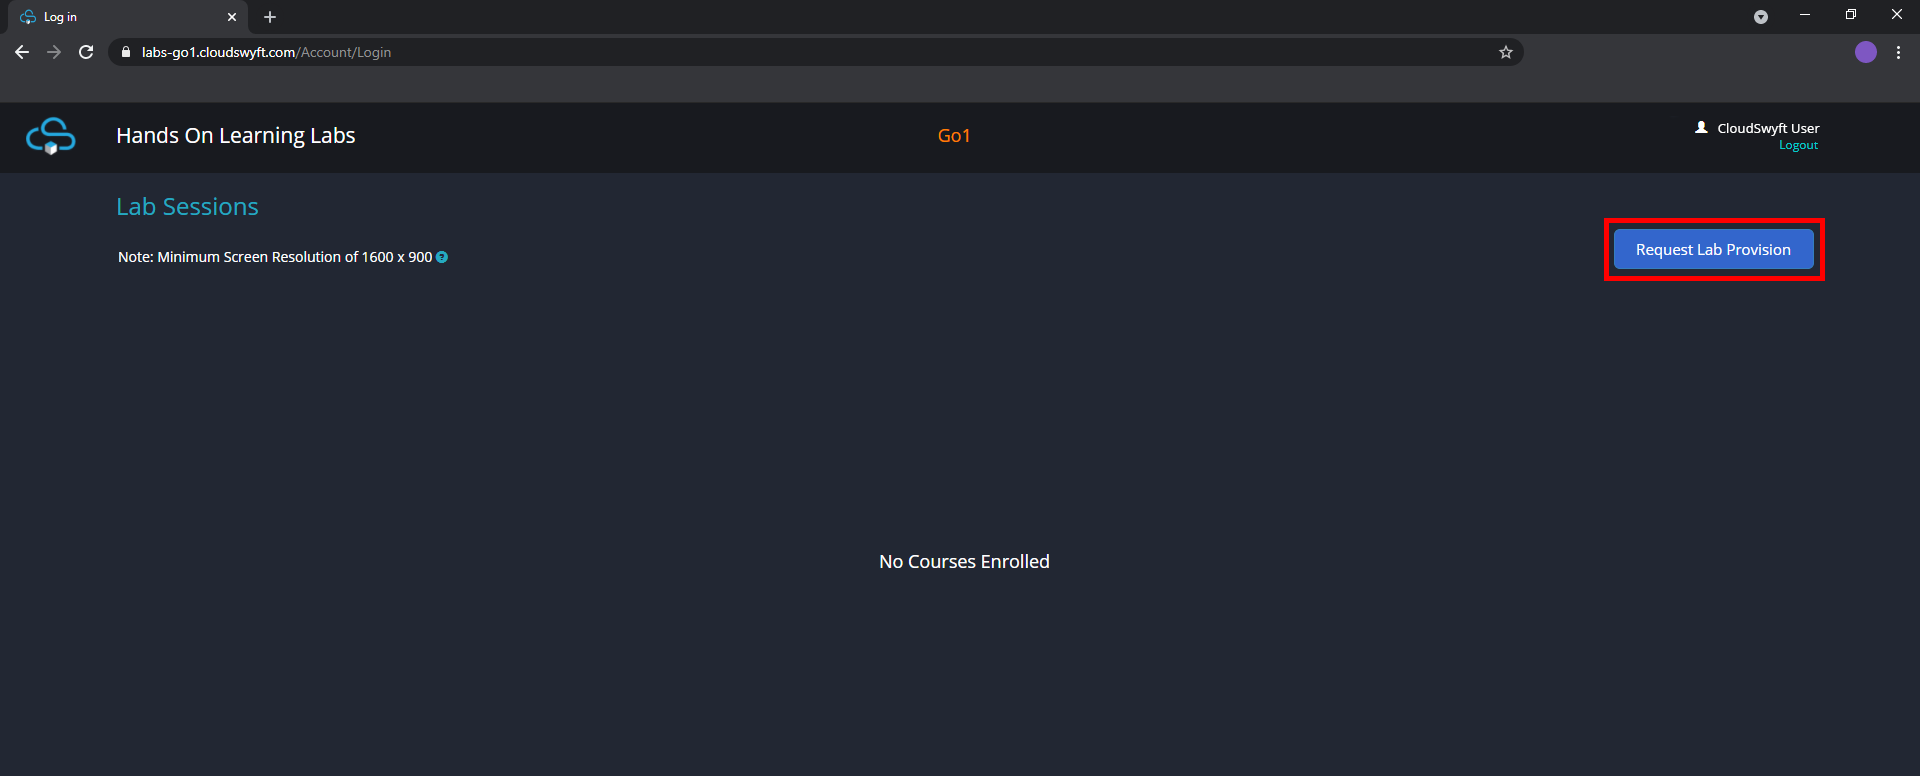 Log in
labs-go1.cloudswyft.com/Account/Login
Hands On Learning Labs
Go1
CloudSwyft User
Logout
Lab Sessions
Note: Minimum Screen Resolution of 1600 x 900 ?
Request Lab Provision
No Courses Enrolled